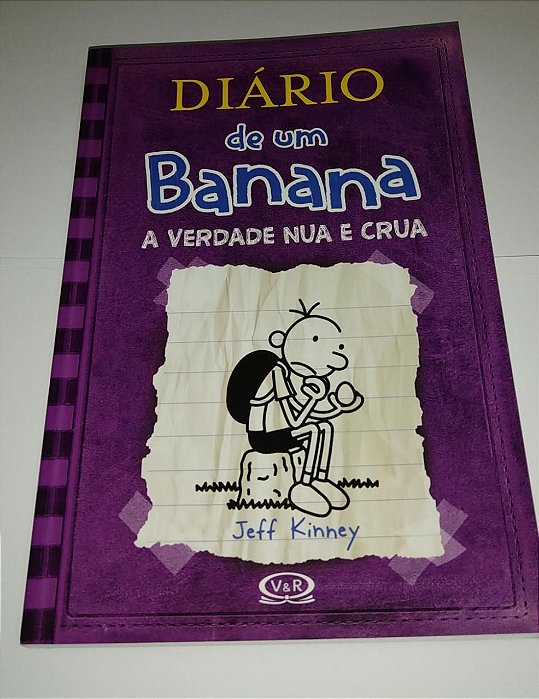 DIÁRIO
de um
Banana
A VERDADE NUA E CRUA
Jeff Kinney
V&R